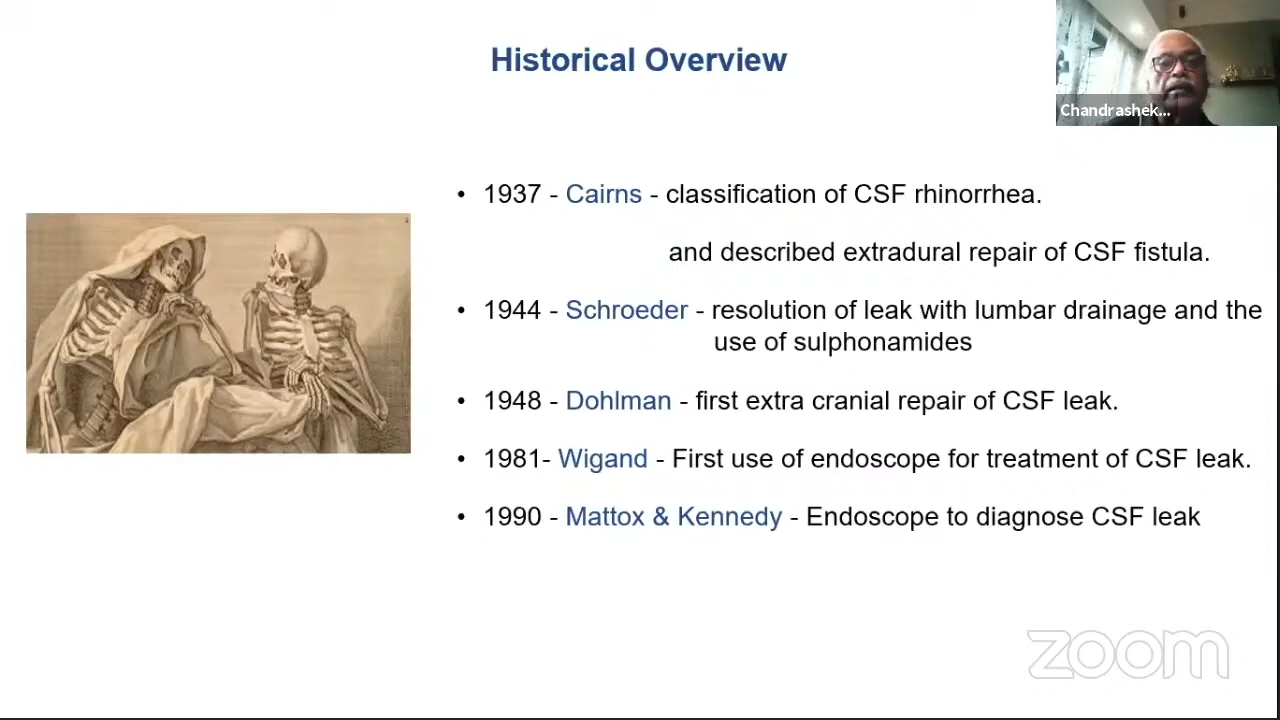 Historical Overview
Chandrashek...
• 1937 - Cairns - classification of CSF rhinorrhea.
and described extradural repair of CSF fistula.
• 1944 - Schroeder - resolution of leak with lumbar drainage and the
use of sulphonamides
• 1948 - Dohlman - first extra cranial repair of CSF leak.
• 1981- Wigand - First use of endoscope for treatment of CSF leak.
• 1990 - Mattox & Kennedy - Endoscope to diagnose CSF leak
zoom